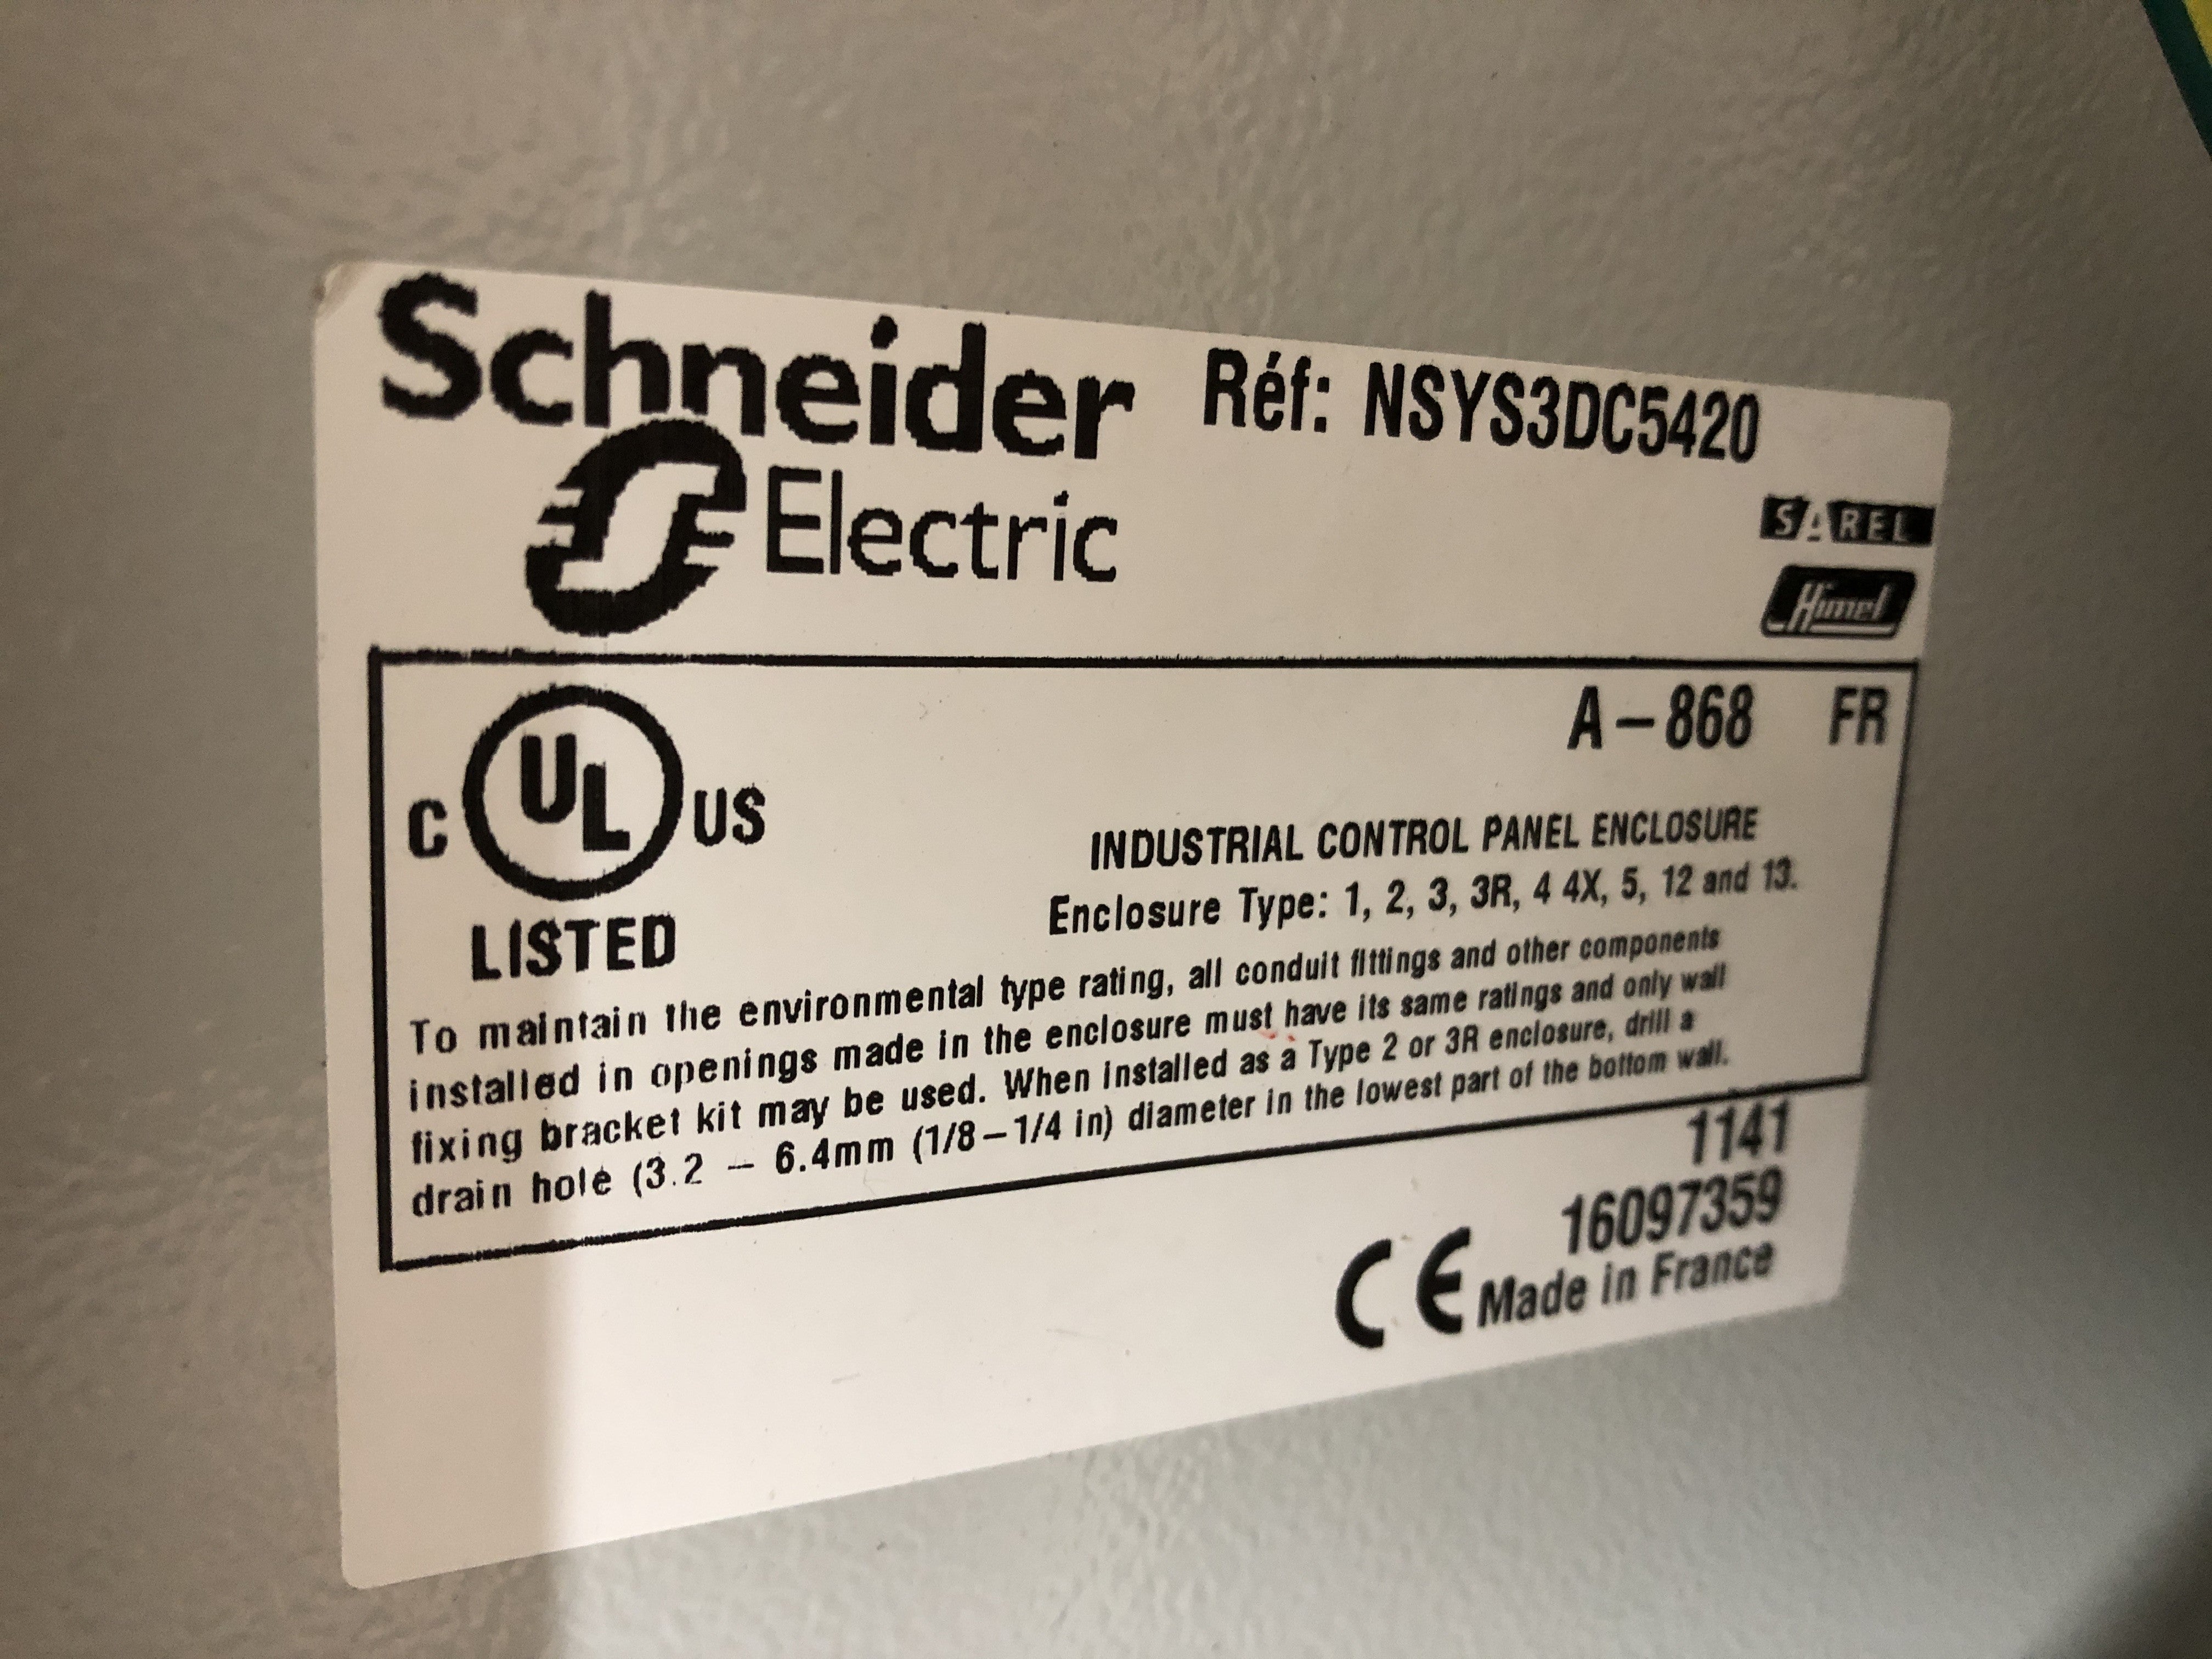 Schneider Electric
Réf: NSYS3DC5420
SAREL
Himel
C UL US
LISTED
A – 868 FR
INDUSTRIAL CONTROL PANEL ENCLOSURE
Enclosure Type: 1, 2, 3, 3R, 4 4X, 5, 12 and 13.
To maintain the environmental type rating, all conduit fittings and other components
installed in openings made in the enclosure must have its same ratings and only wall
fixing bracket kit may be used. When installed as a Type 2 or 3R enclosure, drill a
drain hole (3.2 – 6.4mm (1/8–1/4 in) diameter in the lowest part of the bottom wall.
1141
16097359
CE Made in France